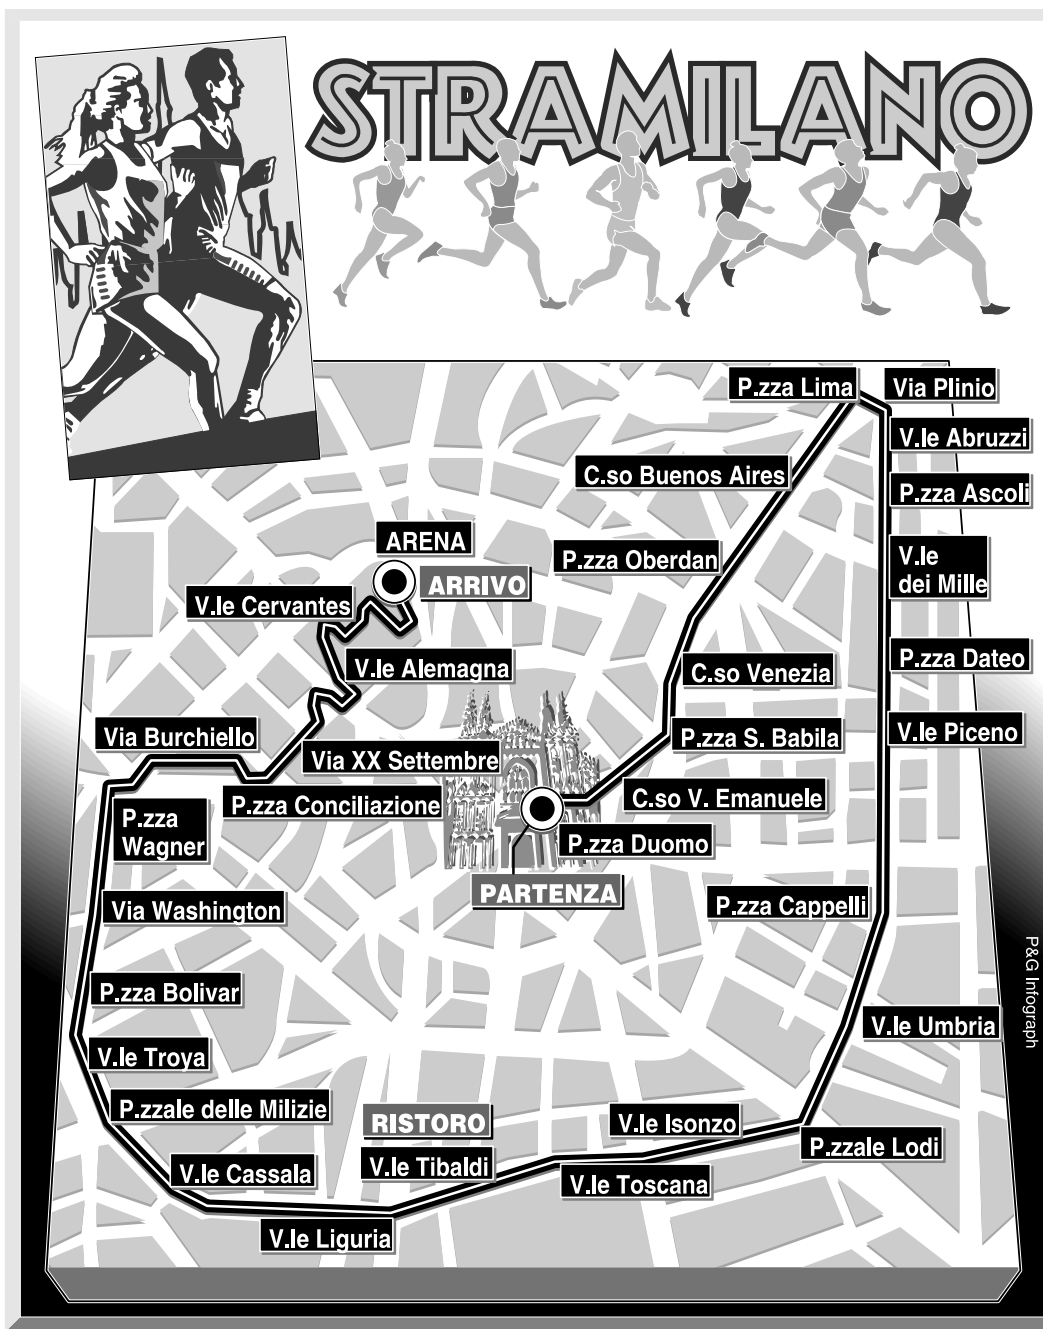 STRAMILANO
P.zza Lima
Via Plinio
V.le Abruzzi
C.so Buenos Aires
P.zza Ascoli
ARENA
P.zza Oberdan
V.le
dei Mille
ARRIVO
V.le Cervantes
V.le Alemagna
C.so Venezia
P.zza Dateo
Via Burchiello
Via XX Settembre
P.zza S. Babila
V.le Piceno
P.zza Conciliazione
C.so V. Emanuele
P.zza
Wagner
P.zza Duomo
PARTENZA
Via Washington
P.zza Cappelli
P.zza Bolivar
V.le Umbria
P&G Infograph
V.le Troya
P.zzale delle Milizie
RISTORO
V.le Isonzo
P.zzale Lodi
V.le Cassala
V.le Tibaldi
V.le Toscana
V.le Liguria